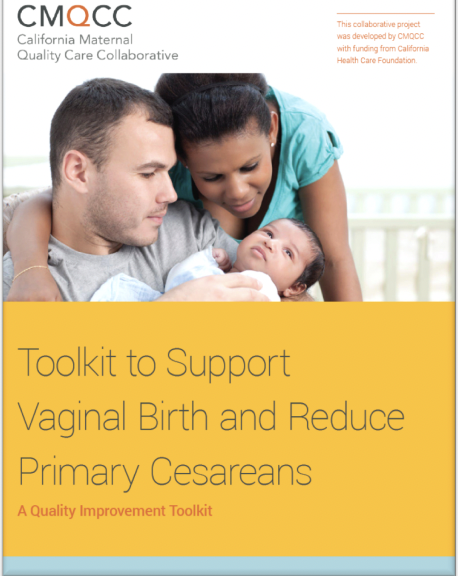 CMQCC
California Maternal
Quality Care Collaborative
This collaborative project
was developed by CMQCC
with funding from California
Health Care Foundation.
Toolkit to Support
Vaginal Birth and Reduce
Primary Cesareans
A Quality Improvement Toolkit